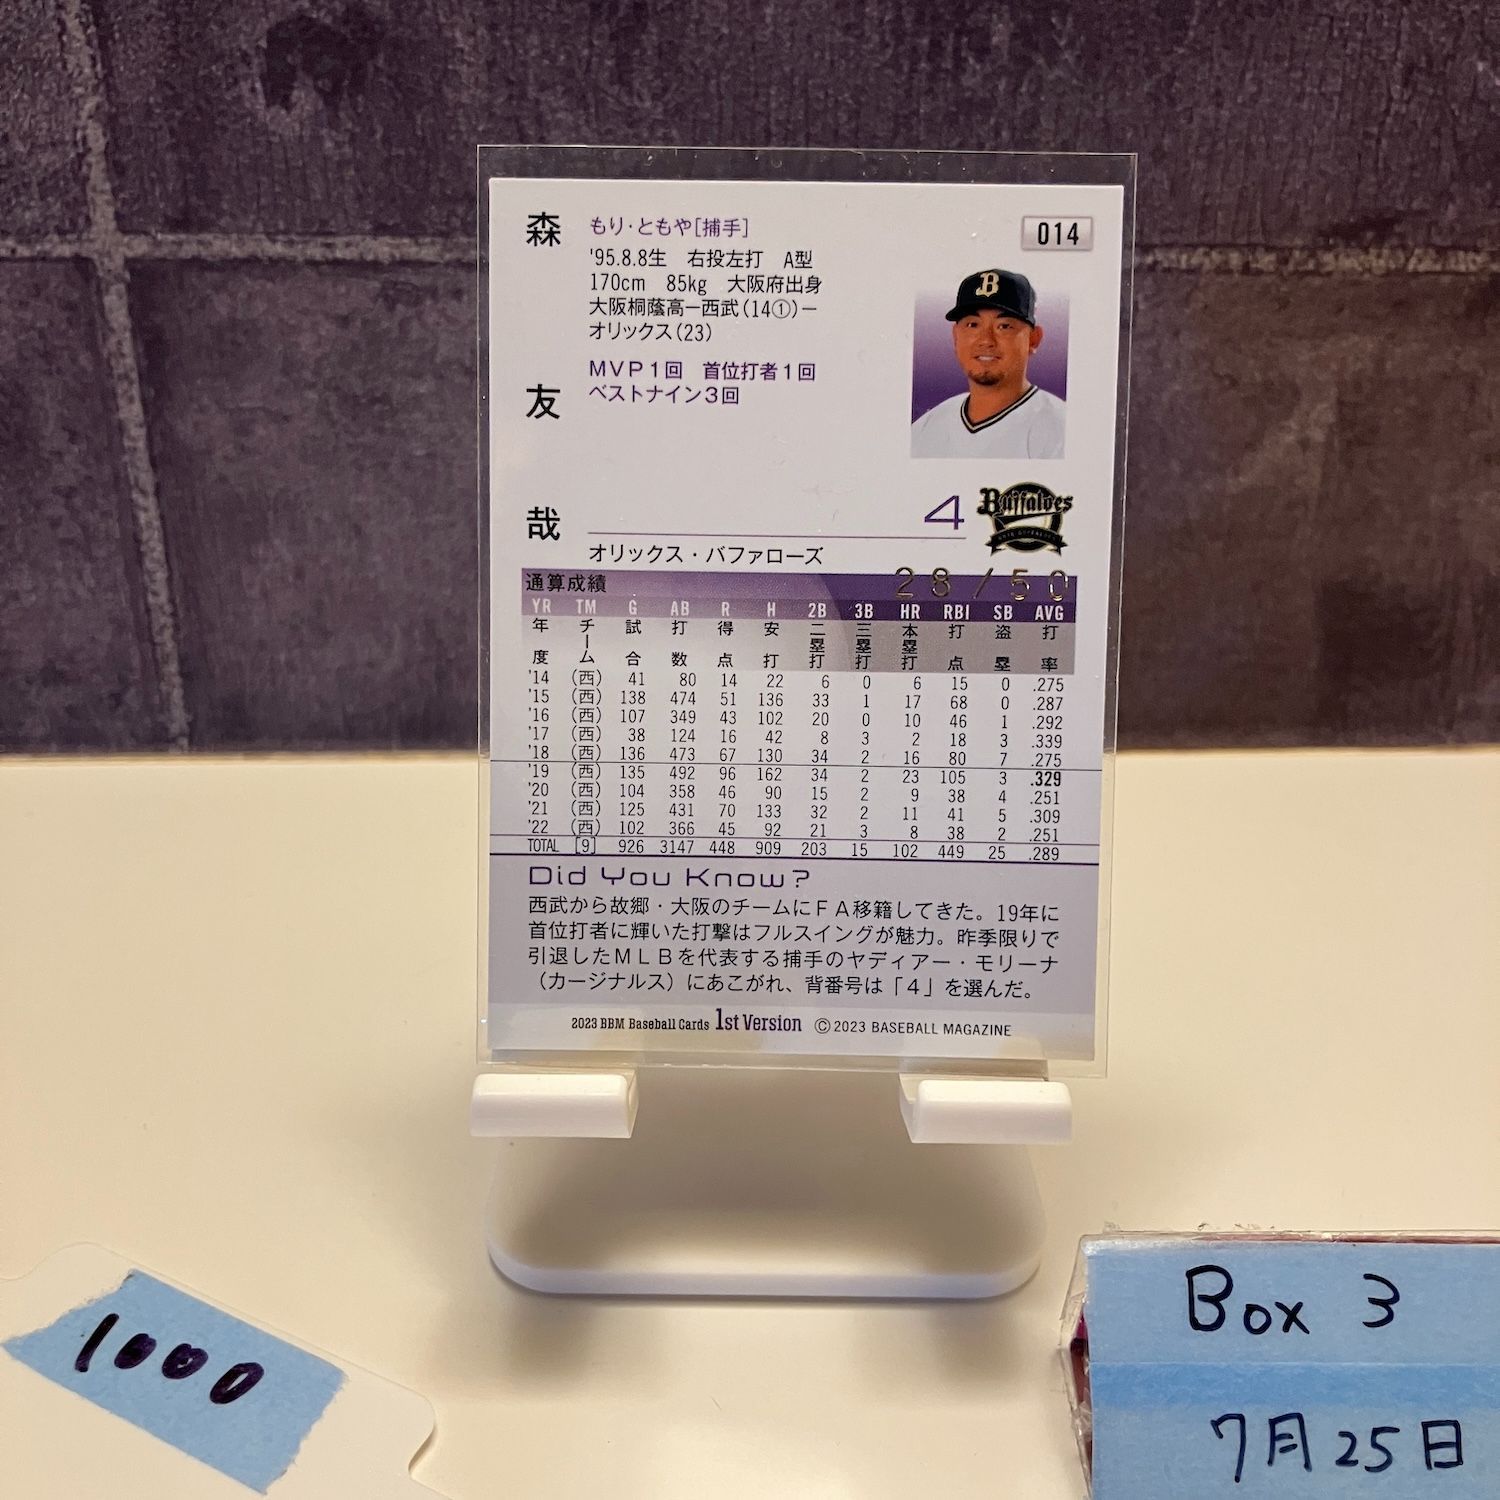 森友哉
もり・ともや[捕手]
'95.8.8生 右投左打 A型
170cm 85kg 大阪府出身
大阪桐蔭高ー西武(14①)ー
オリックス(23)
MVP1回 首位打者1回
ベストナイン3回
014
B
4
Buffaloes
オリックス・バファローズ
28/50
通算成績
YR TM G AB R H 2B 3B HR RBI SB AVG
年度 チーム 試合 打数 得点 安打 二塁打 三塁打 本塁打 打点 盗塁 打率
'14 (西) 41 80 14 22 6 0 6 15 0 .275
'15 (西) 138 474 51 136 33 1 17 68 0 .287
'16 (西) 107 349 43 102 20 0 10 46 1 .292
'17 (西) 38 124 16 42 8 3 2 18 3 .339
'18 (西) 136 473 67 130 34 2 16 80 7 .275
'19 (西) 135 492 96 162 34 2 23 105 3 .329
'20 (西) 104 358 46 90 15 2 9 38 4 .251
'21 (西) 125 431 70 133 32 2 11 41 5 .309
'22 (西) 102 366 45 92 21 3 8 38 2 .251
TOTAL [9] 926 3147 448 909 203 15 102 449 25 .289
Did You Know?
西武から故郷・大阪のチームにFA移籍してきた。19年に
首位打者に輝いた打撃はフルスイングが魅力。昨季限りで
引退したMLBを代表する捕手のヤディアー・モリーナ
(カージナルス)にあこがれ、背番号は「4」を選んだ。
2023 BBM Baseball Cards 1st Version ©2023 BASEBALL MAGAZINE
1000
Box 3
7月25日